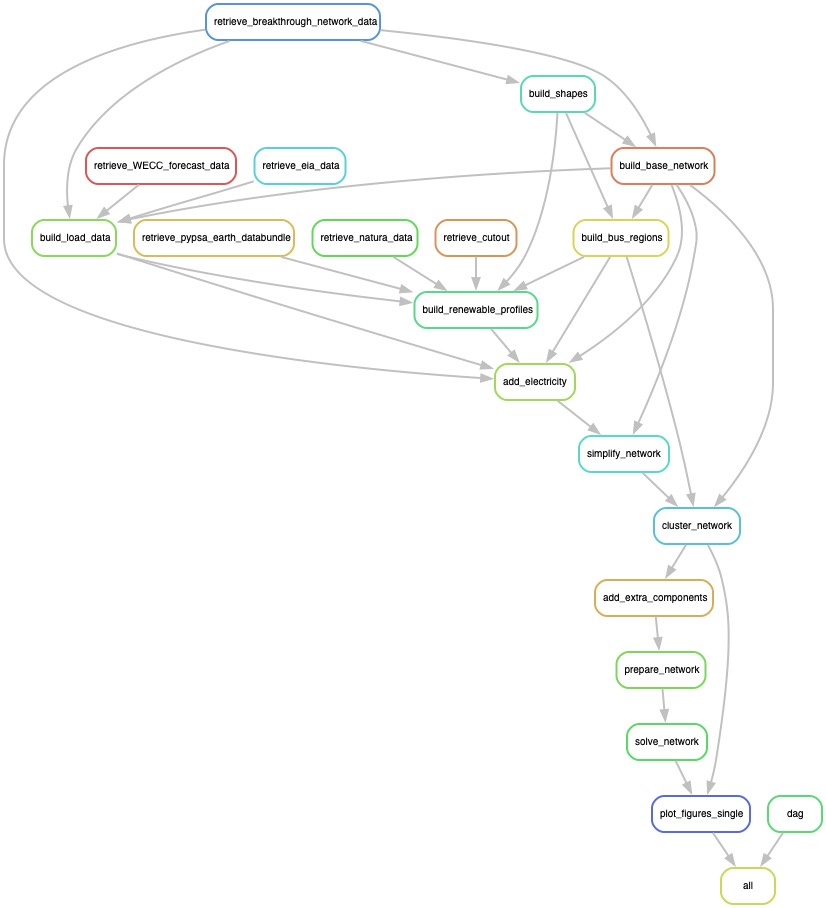 retrieve_breakthrough_network_data
build_shapes
retrieve_WECC_forecast_data
retrieve_eia_data
build_base_network
build_load_data
retrieve_pypsa_earth_databundle
retrieve_natura_data
retrieve_cutout
build_bus_regions
build_renewable_profiles
add_electricity
simplify_network
cluster_network
add_extra_components
prepare_network
solve_network
plot_figures_single
dag
all